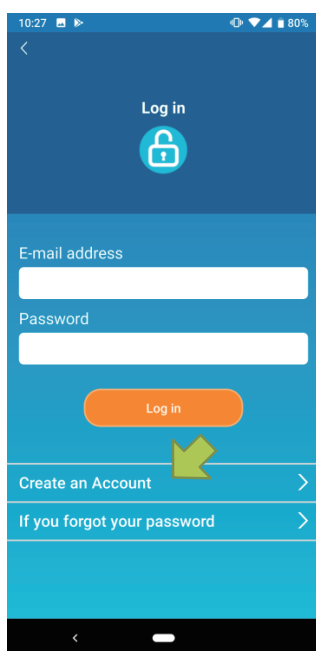 10:27 80%
Log in
E-mail address
Password
Log in
Create an Account
If you forgot your password